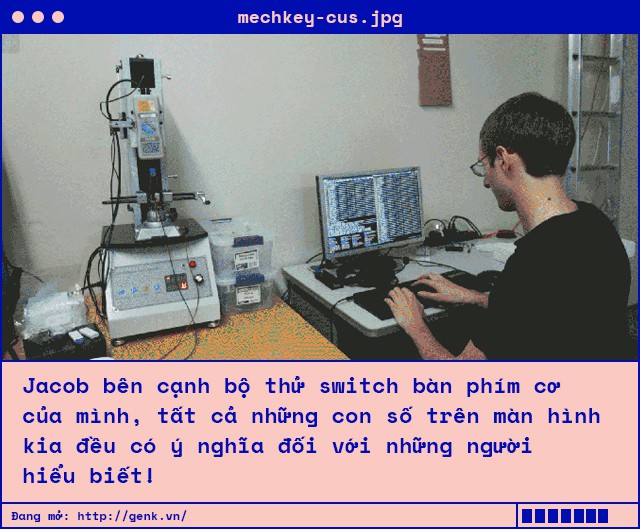 mechkey-cus.jpg
Jacob bên cạnh bộ thử switch bàn phím cơ
của mình, tất cả những con số trên màn hình
kia đều có ý nghĩa đối với những người
hiểu biết!
Đang mở: http://genk.vn/